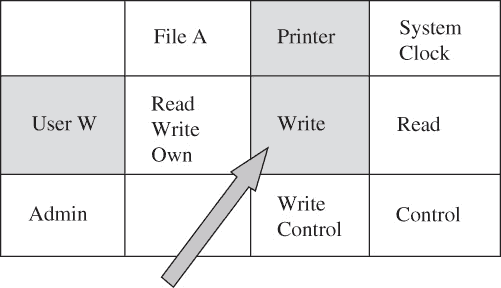 File A
Printer
System
Clock
User W
Read
Write
Own
Write
Read
Admin
Write
Control
Control